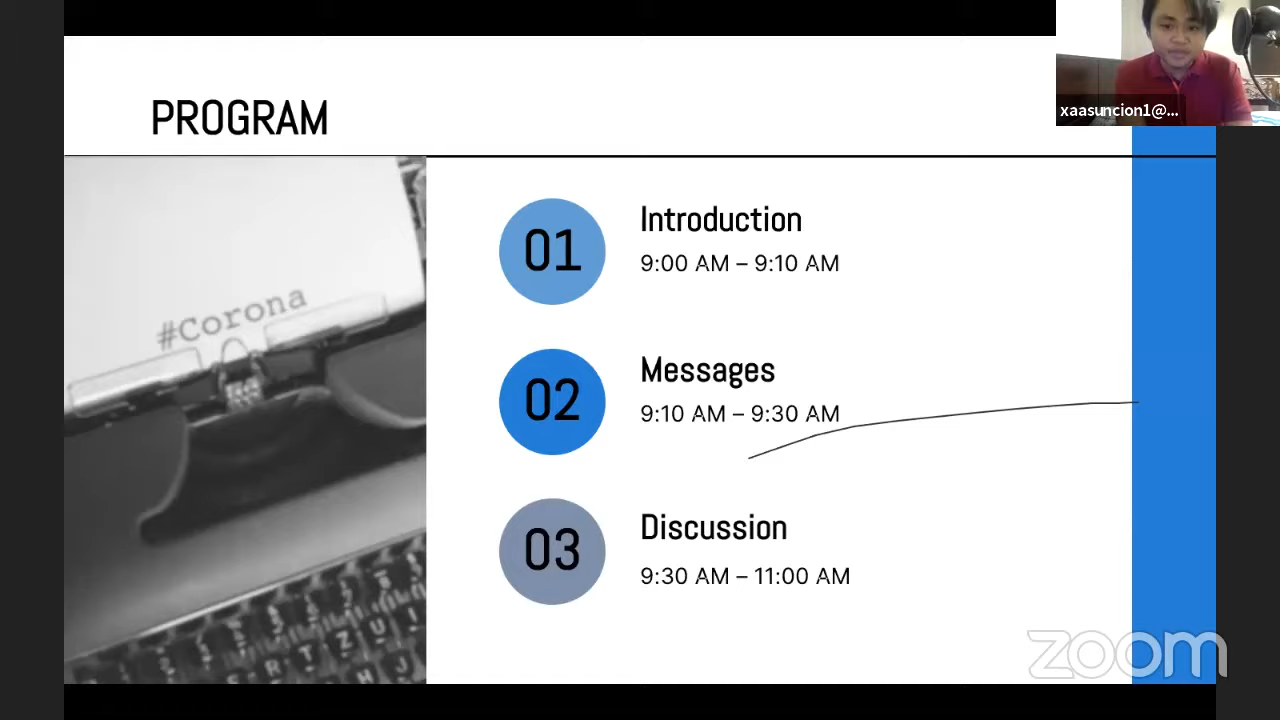 PROGRAM
xaasuncion1@...
#Corona
01
Introduction
9:00 AM – 9:10 AM
02
Messages
9:10 AM – 9:30 AM
03
Discussion
9:30 AM – 11:00 AM
R T Z U I
H J
zoom